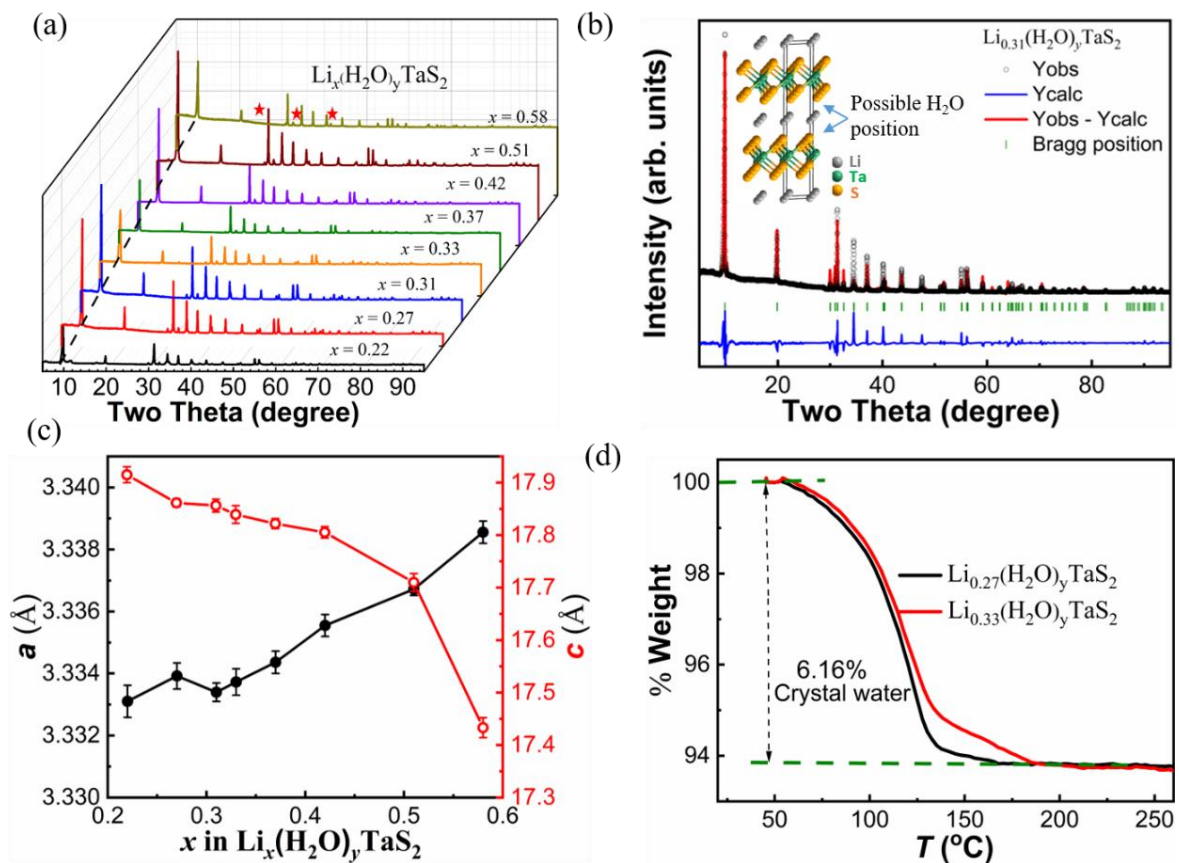 (a)
Liₓ(H₂O)ᵧTaS₂
x = 0.58
x = 0.51
x = 0.42
x = 0.37
x = 0.33
x = 0.31
x = 0.27
x = 0.22
10 20 30 40 50 60 70 80 90
Two Theta (degree)
(b)
Li₀.₃₁(H₂O)ᵧTaS₂
Yobs
Ycalc
Yobs - Ycalc
Bragg position
Possible H₂O
position
Li
Ta
S
Intensity (arb. units)
20 40 60 80
Two Theta (degree)
(c)
3.340
3.338
3.336
3.334
3.332
3.330
a (Å)
17.9
17.8
17.7
17.6
17.5
17.4
17.3
c (Å)
0.2 0.3 0.4 0.5 0.6
x in Liₓ(H₂O)ᵧTaS₂
(d)
100
98
96
94
% Weight
Li₀.₂₇(H₂O)ᵧTaS₂
Li₀.₃₃(H₂O)ᵧTaS₂
6.16%
Crystal water
50 100 150 200 250
T (°C)